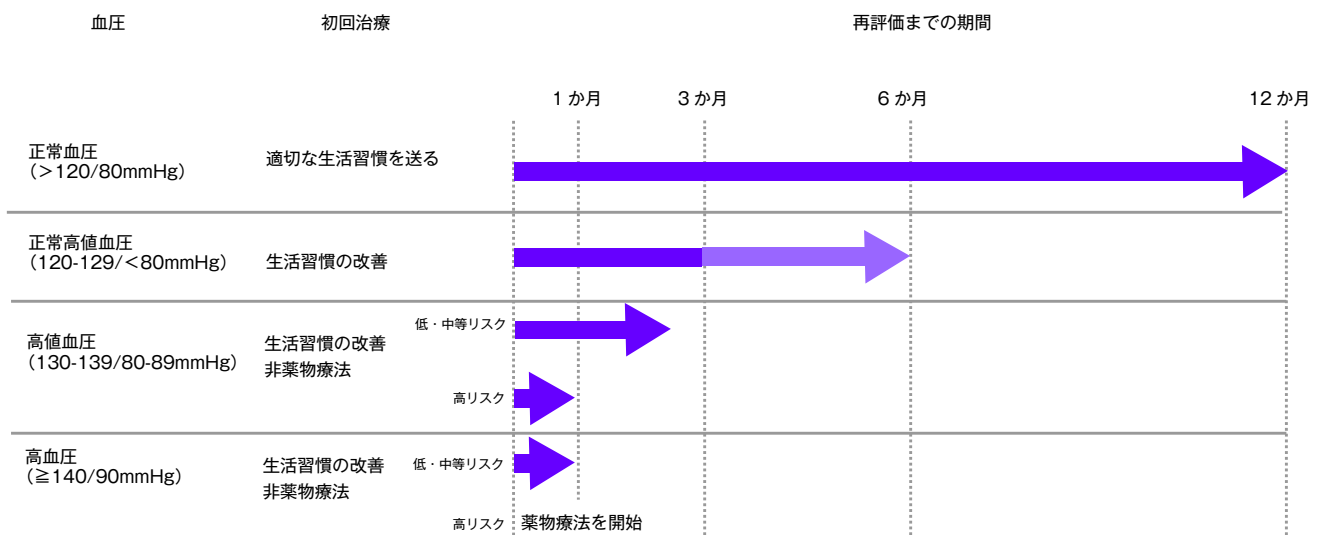 血圧
初回治療
再評価までの期間
1 か月
3 か月
6 か月
12 か月
正常血圧
(>120/80mmHg)
適切な生活習慣を送る
正常高値血圧
(120-129/<80mmHg)
生活習慣の改善
高値血圧
(130-139/80-89mmHg)
生活習慣の改善
非薬物療法
低・中等リスク
高リスク
高血圧
(≧140/90mmHg)
生活習慣の改善
非薬物療法
低・中等リスク
高リスク
薬物療法を開始